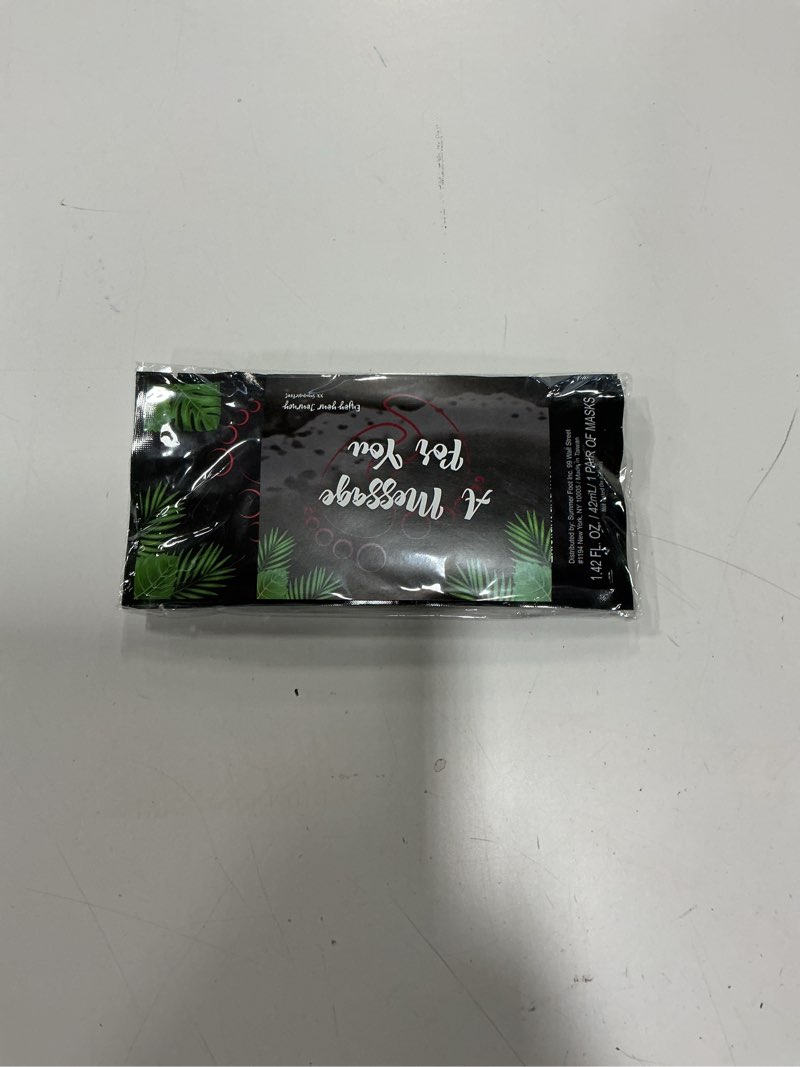 A Message
For You
Enjoy your Journey
xx imparfeet
Distributed by: Summer Foot Inc. 99 Wall Street
#1194 New York, NY 10005 / Made in Taiwan
1.42 FL. OZ. / 42mL / 1 PAIR OF MASKS